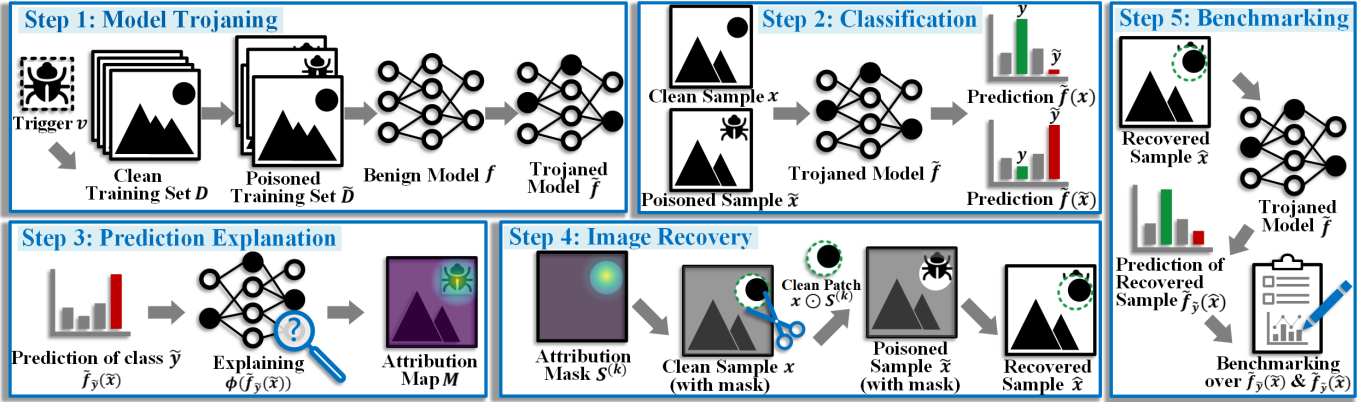 Step 1: Model Trojaning
Trigger v
Clean
Training Set D
Poisoned
Training Set D̃
Benign Model f
Trojaned
Model f̃
Step 2: Classification
Clean Sample x
Poisoned Sample x̃
Trojaned Model f̃
y
ỹ
Prediction f̃(x)
y
ỹ
Prediction f̃(x̃)
Step 3: Prediction Explanation
Prediction of class ỹ
f̃ỹ(x̃)
?
Explaining
ϕ(f̃ỹ(x̃))
Attribution
Map M
Step 4: Image Recovery
Attribution
Mask S⁽ᵏ⁾
Clean Sample x
(with mask)
Clean Patch
x ⊙ S⁽ᵏ⁾
Poisoned
Sample x̃
(with mask)
Recovered
Sample x̂
Step 5: Benchmarking
Recovered
Sample x̂
Trojaned
Model f̃
Prediction of
Recovered
Sample f̃ỹ(x̂)
Benchmarking
over f̃ỹ(x̃) & f̃ỹ(x̂)